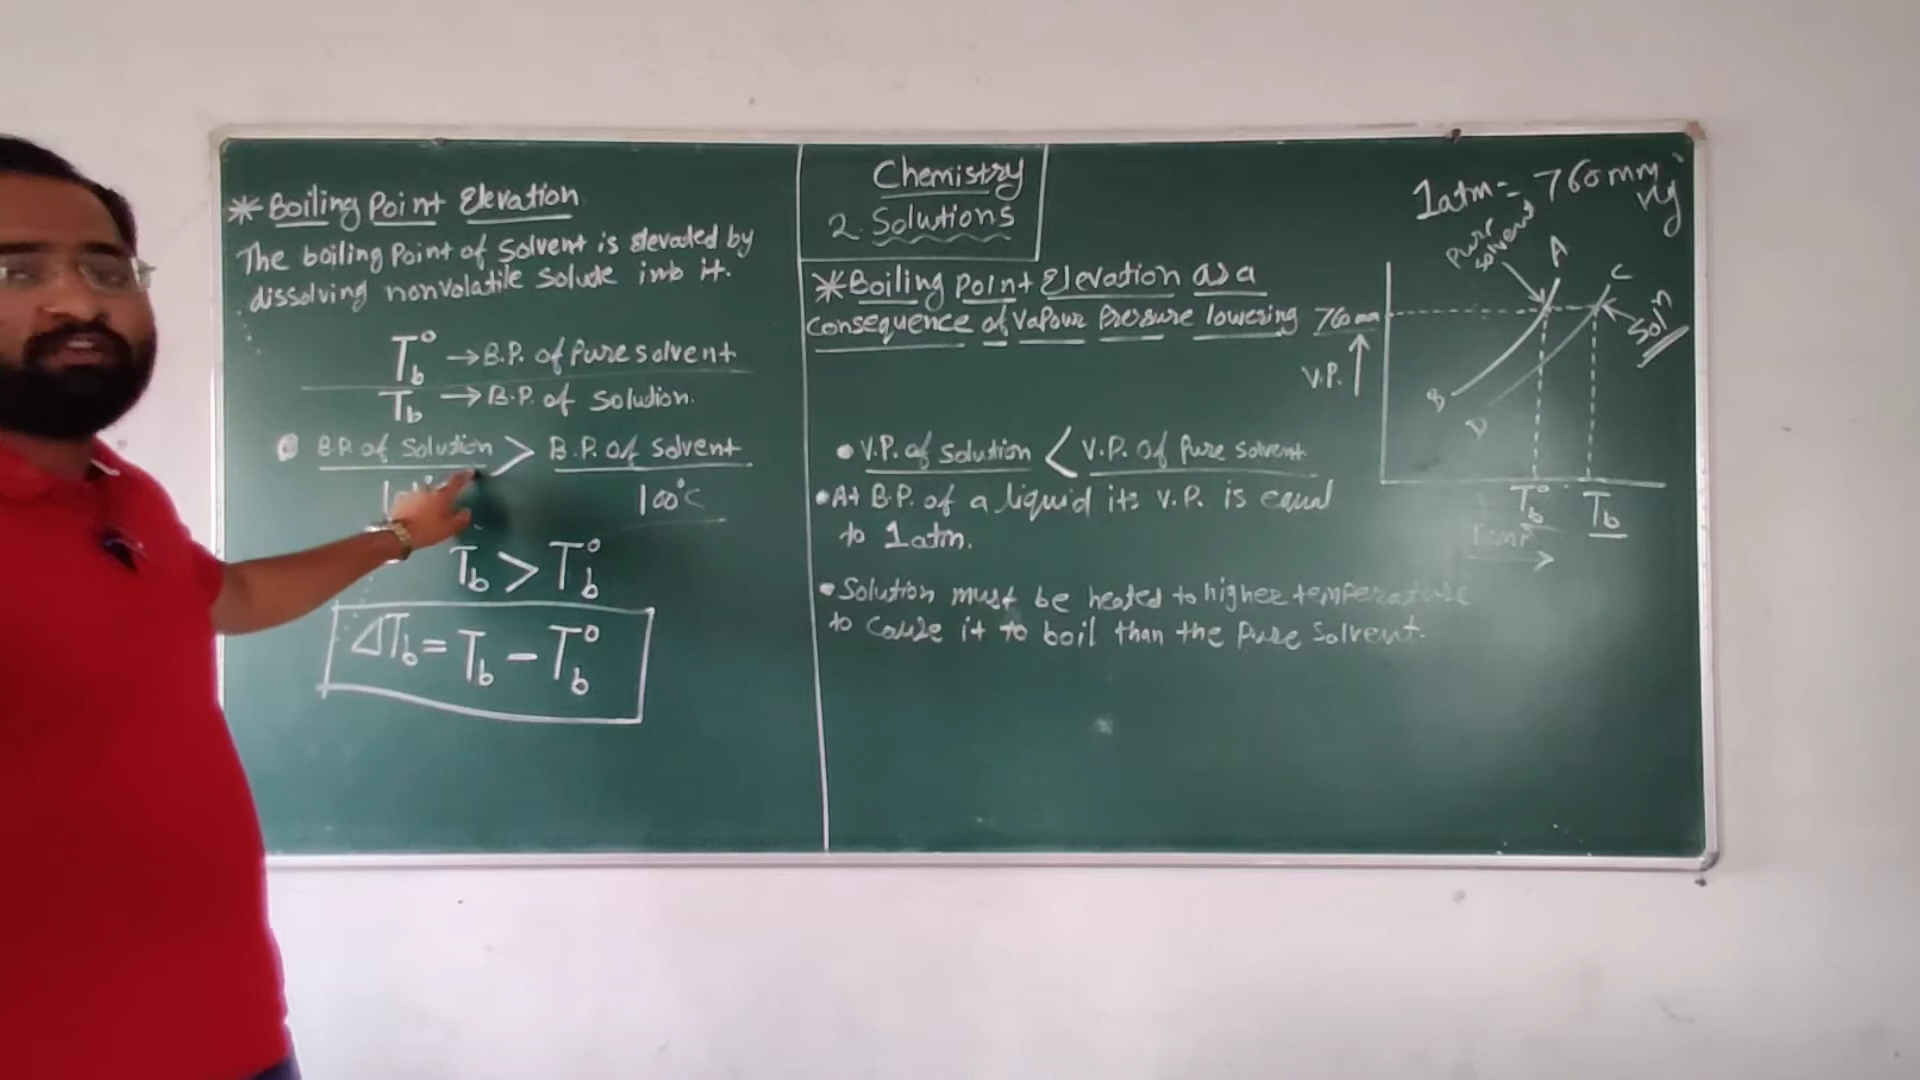 * Boiling Point Elevation
The boiling Point of Solvent is elevated by
dissolving nonvolatile Solute into it.
T°b → B.P. of Pure solvent
Tb → B.P. of Solution.
B.P. of Solution > B.P. of Solvent
100°C
Tb > T°b
ΔTb = Tb - T°b
Chemistry
2. Solutions
* Boiling Point Elevation as a
consequence of Vapour Pressure lowering
• V.P. of solution < V.P. of Pure solvent
• At B.P. of a liquid its V.P. is equal
to 1atm.
• Solution must be heated to higher temperature
to cause it to boil than the Pure Solvent.
1atm = 760 mm
Hg
Pure
solvent
A
C
Solⁿ
760 mm
V.P.
B
D
T°b Tb
Temp